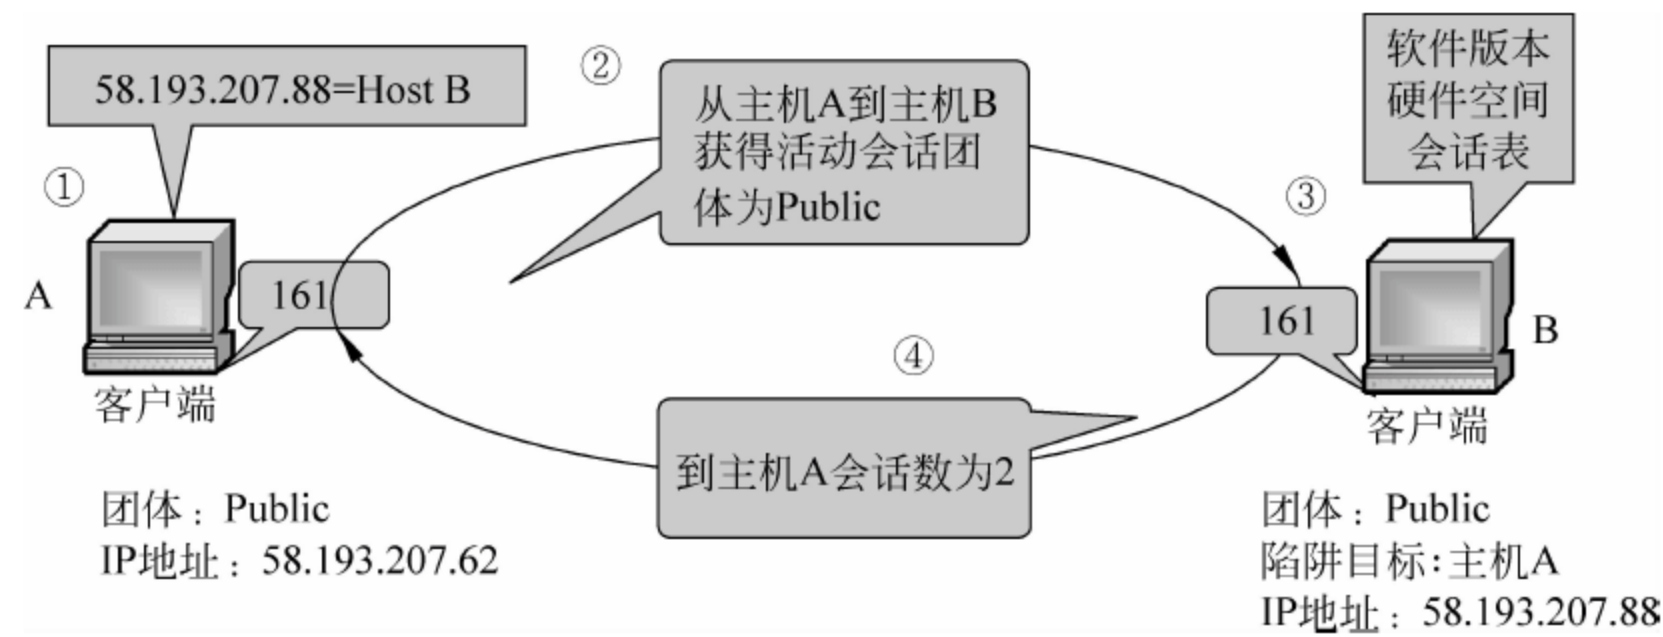 58.193.207.88=Host B
①
A
161
客户端
团体：Public
IP地址：58.193.207.62
②
从主机A到主机B
获得活动会话团
体为Public
③
软件版本
硬件空间
会话表
161
B
客户端
④
到主机A会话数为2
团体：Public
陷阱目标:主机A
IP地址：58.193.207.88